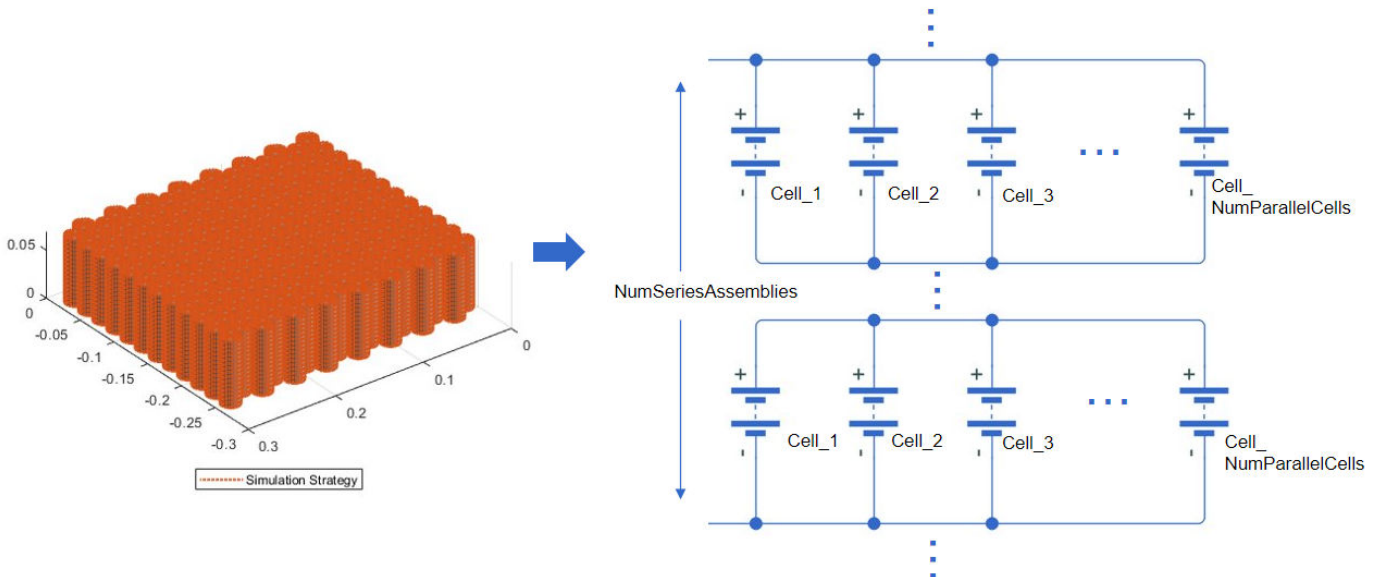 0.05
0
0
-0.05
-0.1
-0.15
-0.2
-0.25
-0.3
0.3
0.2
0.1
0
Simulation Strategy
NumSeriesAssemblies
+ + + +
- - - -
Cell_1
Cell_2
Cell_3
...
Cell_
NumParallelCells
+ + + +
- - - -
Cell_1
Cell_2
Cell_3
...
Cell_
NumParallelCells